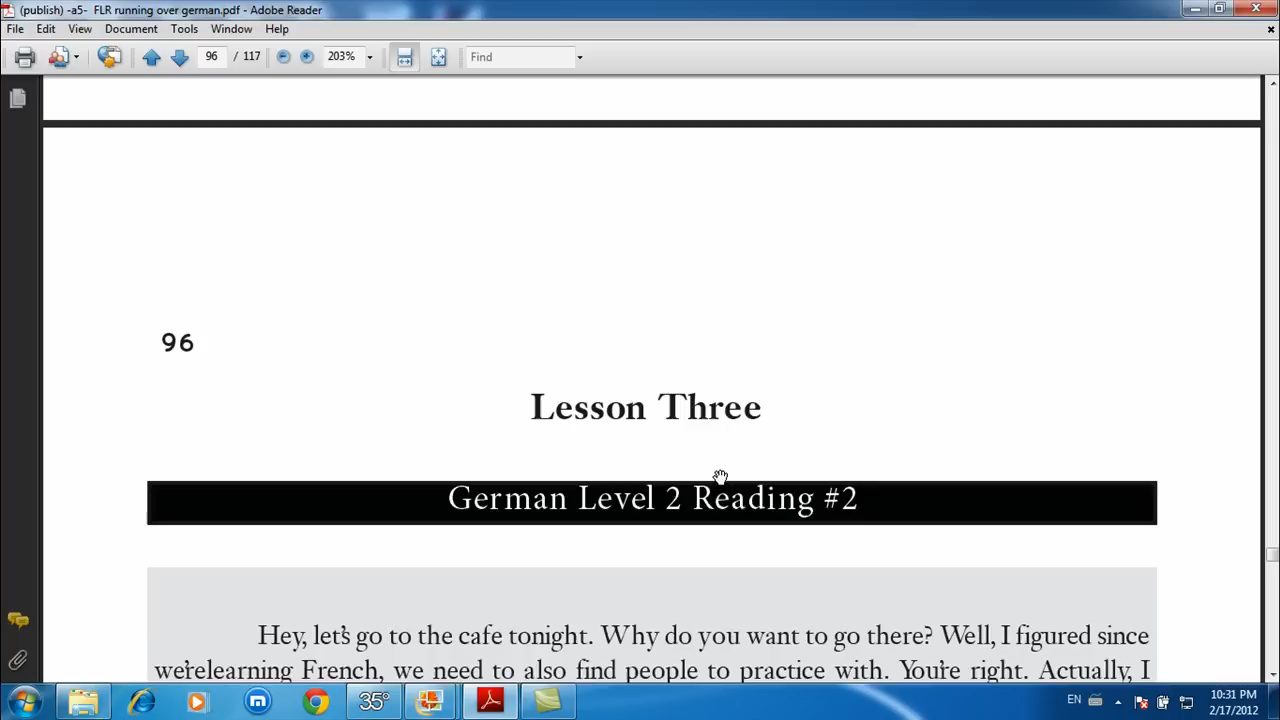 (publish) -a5- FLR running over german.pdf - Adobe Reader
File Edit View Document Tools Window Help
96 / 117 203% Find
96
Lesson Three
German Level 2 Reading #2
Hey, let's go to the cafe tonight. Why do you want to go there? Well, I figured since
we'relearning French, we need to also find people to practice with. You're right. Actually, I
35°
EN
10:31 PM
2/17/2012